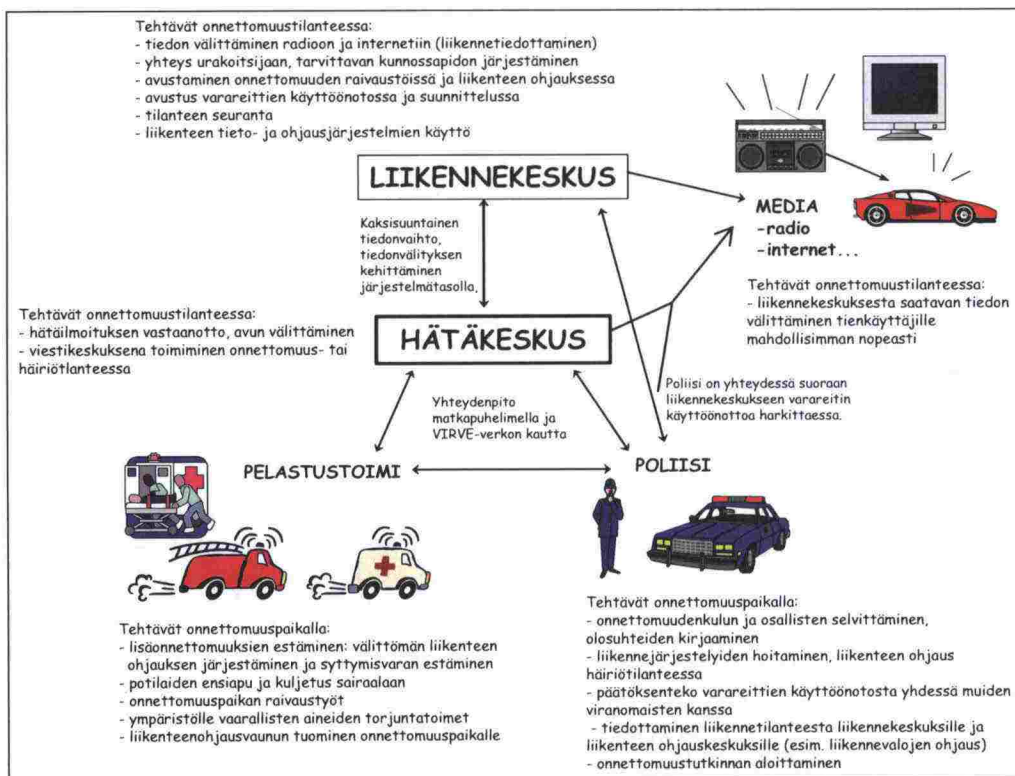 Tehtävät onnettomuustilanteessa:
- tiedon välittäminen radioon ja internetiin (liikennetiedottaminen)
- yhteys urakoitsijaan, tarvittavan kunnossapidon järjestäminen
- avustaminen onnettomuuden raivaustöissä ja liikenteen ohjauksessa
- avustus varareittien käyttöönotossa ja suunnittelussa
- tilanteen seuranta
- liikenteen tieto- ja ohjausjärjestelmien käyttö
LIIKENNEKESKUS
MEDIA
-radio
-internet...
Kaksisuuntainen
tiedonvaihto,
tiedonvälityksen
kehittäminen
järjestelmätasolla.
Tehtävät onnettomuustilanteessa:
- liikennekeskuksesta saatavan tiedon
välittäminen tienkäyttäjille
mahdollisimman nopeasti
Tehtävät onnettomuustilanteessa:
- hätäilmoituksen vastaanotto, avun välittäminen
- viestikeskuksena toimiminen onnettomuus- tai
häiriötlanteessa
HÄTÄKESKUS
Poliisi on yhteydessä suoraan
liikennekeskukseen varareitin
käyttöönottoa harkittaessa.
Yhteydenpito
matkapuhelimella ja
VIRVE-verkon kautta
PELASTUSTOIMI
POLIISI
Tehtävät onnettomuuspaikalla:
- lisäonnettomuuksien estäminen: välittömän liikenteen
ohjauksen järjestäminen ja syttymisvaran estäminen
- potilaiden ensiapu ja kuljetus sairaalaan
- onnettomuuspaikan raivaustyöt
- ympäristölle vaarallisten aineiden torjuntatoimet
- liikenteenohjausvaunun tuominen onnettomuuspaikalle
Tehtävät onnettomuuspaikalla:
- onnettomuudenkulun ja osallisten selvittäminen,
olosuhteiden kirjaaminen
- liikennejärjestelyiden hoitaminen, liikenteen ohjaus
häiriötilanteessa
- päätöksenteko varareittien käyttöönotosta yhdessä muiden
viranomaisten kanssa
- tiedottaminen liikennetilanteesta liikennekeskuksille ja
liikenteen ohjauskeskuksille (esim. liikennevalojen ohjaus)
- onnettomuustutkinnan aloittaminen